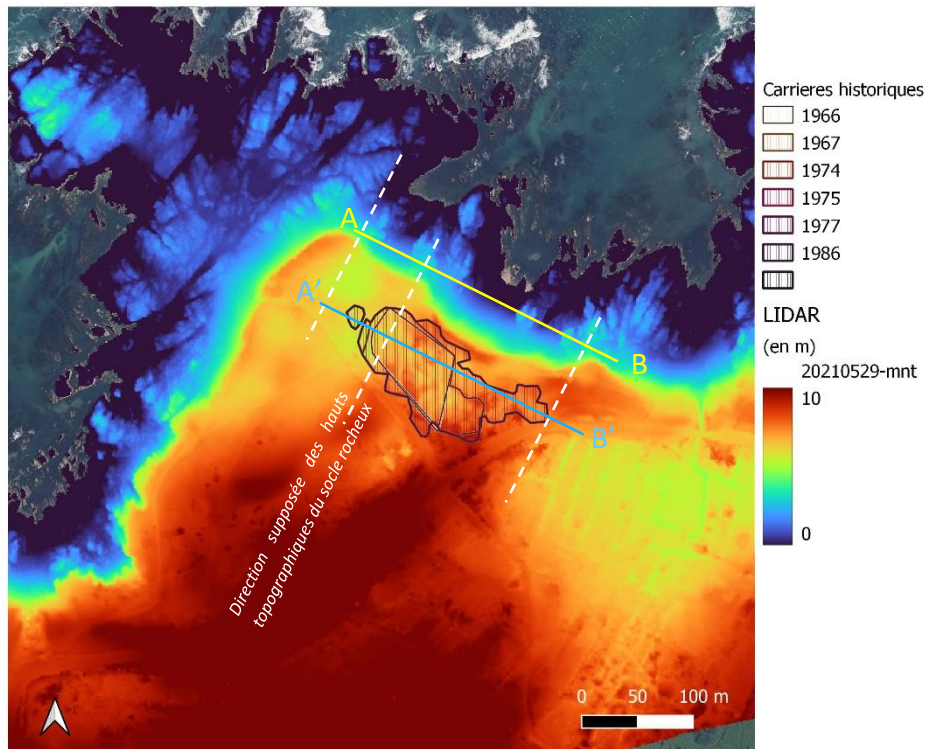 A
A'
B
B'
Direction supposée des hauts
topographiques du socle rocheux
0 50 100 m
Carrieres historiques
1966
1967
1974
1975
1977
1986
LIDAR
(en m)
20210529-mnt
10
0